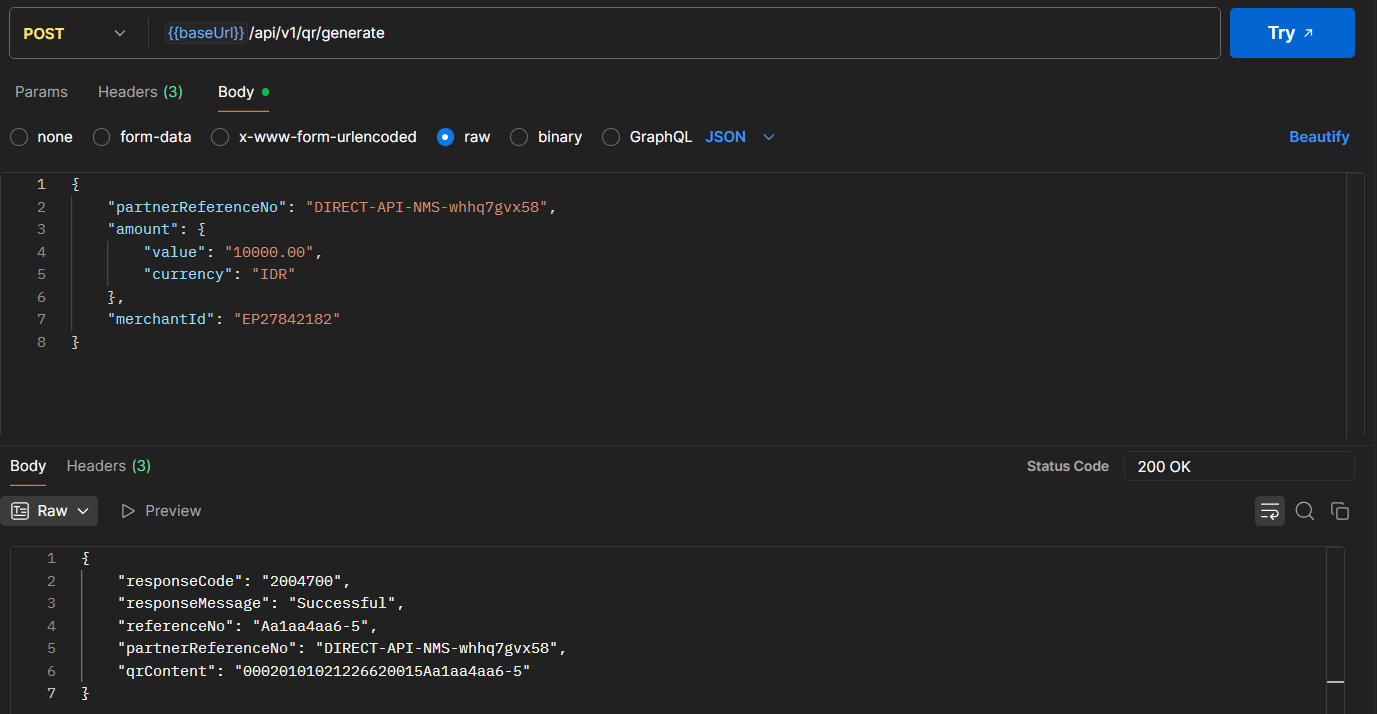 POST {{baseUrl}}/api/v1/qr/generate Try
Params Headers (3) Body
none form-data x-www-form-urlencoded raw binary GraphQL JSON Beautify
1 {
2 "partnerReferenceNo": "DIRECT-API-NMS-whhq7gvx58",
3 "amount": {
4 "value": "10000.00",
5 "currency": "IDR"
6 },
7 "merchantId": "EP27842182"
8 }
Body Headers (3) Status Code 200 OK
Raw Preview
1 {
2 "responseCode": "2004700",
3 "responseMessage": "Successful",
4 "referenceNo": "Aa1aa4aa6-5",
5 "partnerReferenceNo": "DIRECT-API-NMS-whhq7gvx58",
6 "qrContent": "00020101021226620015Aa1aa4aa6-5"
7 }